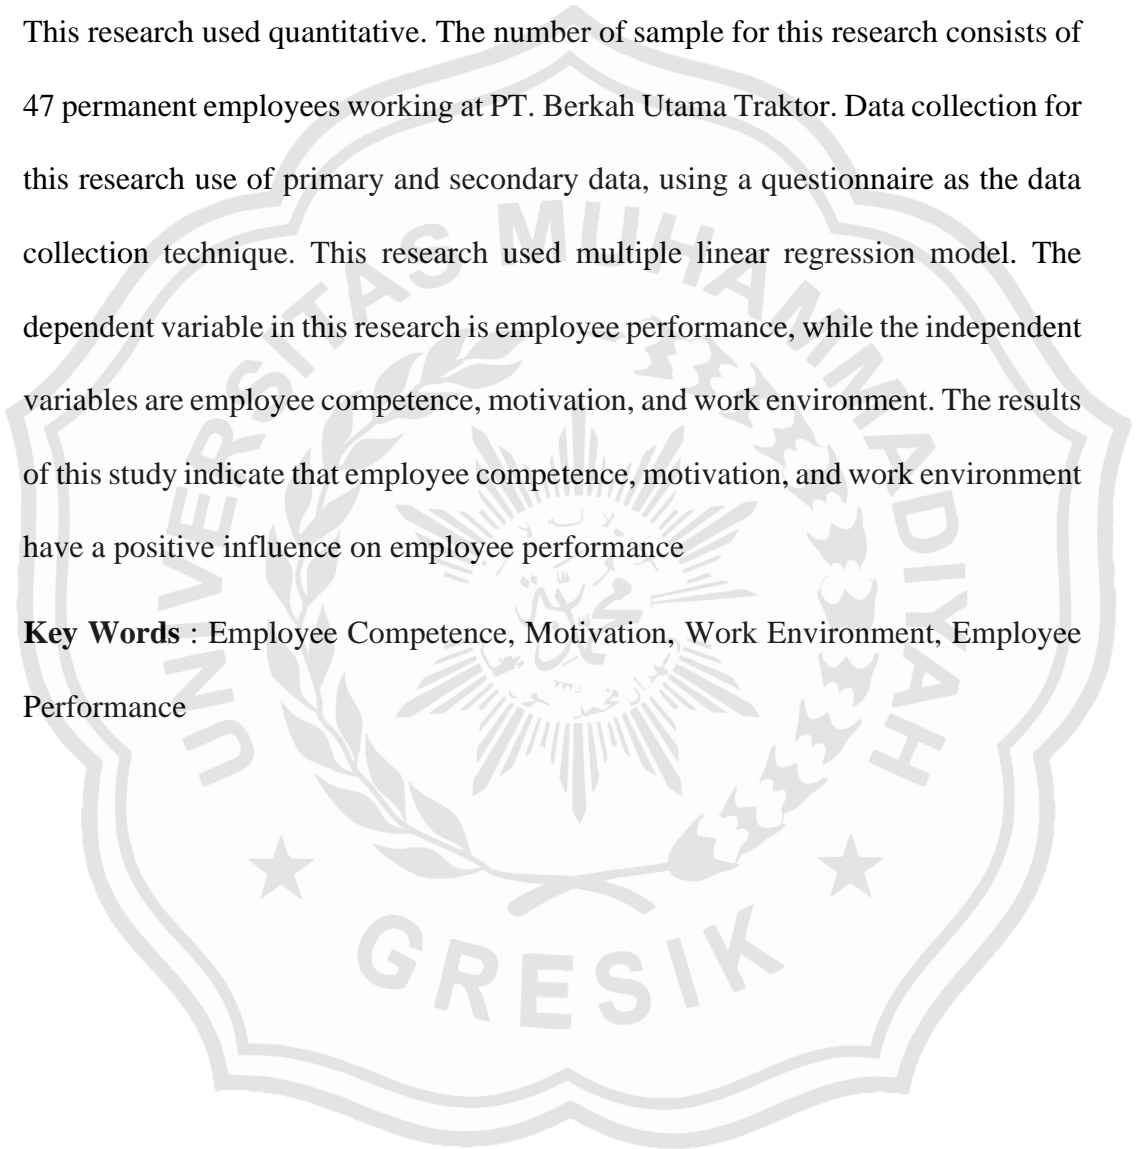 This research used quantitative. The number of sample for this research consists of
47 permanent employees working at PT. Berkah Utama Traktor. Data collection for
this research use of primary and secondary data, using a questionnaire as the data
collection technique. This research used multiple linear regression model. The
dependent variable in this research is employee performance, while the independent
variables are employee competence, motivation, and work environment. The results
of this study indicate that employee competence, motivation, and work environment
have a positive influence on employee performance
Key Words : Employee Competence, Motivation, Work Environment, Employee
Performance
UNIVERSITAS MUHAMMADIYAH
GRESIK